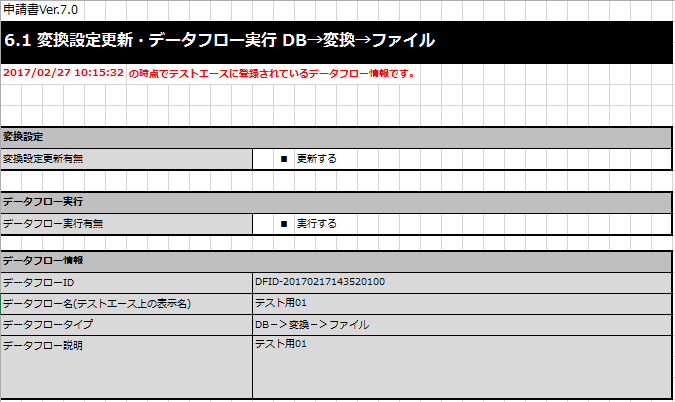 申請書Ver.7.0
6.1 変換設定更新・データフロー実行 DB→変換→ファイル
2017/02/27 10:15:32 の時点でテストエースに登録されているデータフロー情報です。
変換設定
変換設定更新有無 ■ 更新する
データフロー実行
データフロー実行有無 ■ 実行する
データフロー情報
データフローID DFID-20170217143520100
データフロー名(テストエース上の表示名) テスト用01
データフロータイプ DB－＞変換－＞ファイル
データフロー説明 テスト用01